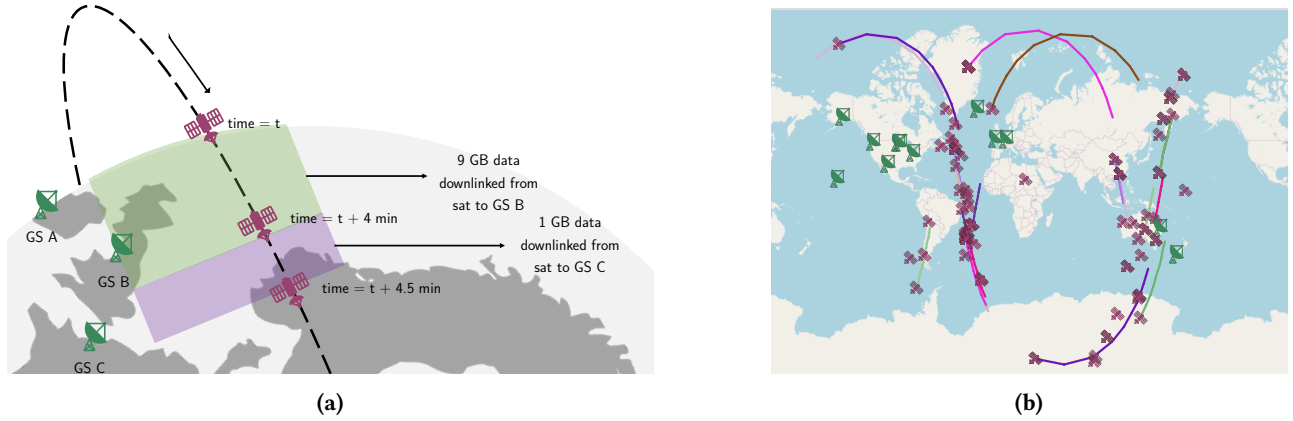 time = t
9 GB data
downlinked from
sat to GS B
GS A
time = t + 4 min
1 GB data
downlinked from
sat to GS C
GS B
time = t + 4.5 min
GS C
(a)
(b)